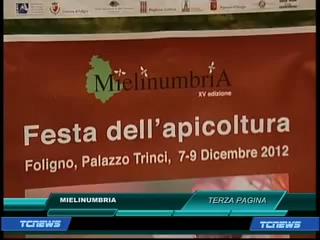 MielinumbriA
XV edizione
Festa dell'apicoltura
Foligno, Palazzo Trinci, 7-9 Dicembre 2012
MIELINUMBRIA
TERZA PAGINA
TCNEWS
TCNEWS